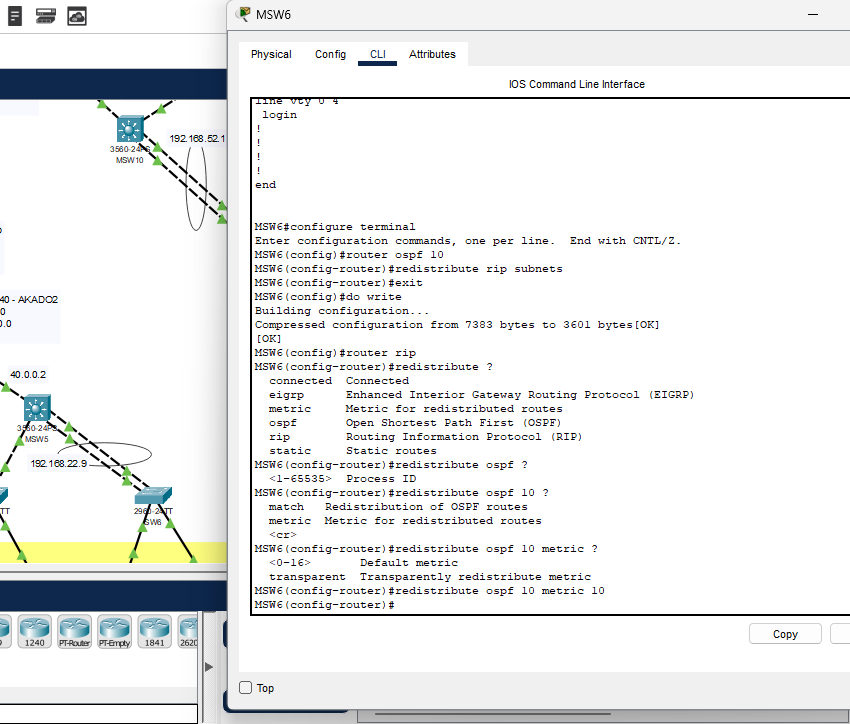 MSW6
Physical
Config
CLI
Attributes
IOS Command Line Interface
line vty 0 4
login
!
!
!
!
end
MSW6#configure terminal
Enter configuration commands, one per line. End with CNTL/Z.
MSW6(config)#router ospf 10
MSW6(config-router)#redistribute rip subnets
MSW6(config-router)#exit
MSW6(config)#do write
Building configuration...
Compressed configuration from 7383 bytes to 3601 bytes[OK]
[OK]
MSW6(config)#router rip
MSW6(config-router)#redistribute ?
connected Connected
eigrp Enhanced Interior Gateway Routing Protocol (EIGRP)
metric Metric for redistributed routes
ospf Open Shortest Path First (OSPF)
rip Routing Information Protocol (RIP)
static Static routes
MSW6(config-router)#redistribute ospf ?
<1-65535> Process ID
MSW6(config-router)#redistribute ospf 10 ?
match Redistribution of OSPF routes
metric Metric for redistributed routes
<cr>
MSW6(config-router)#redistribute ospf 10 metric ?
<0-16> Default metric
transparent Transparently redistribute metric
MSW6(config-router)#redistribute ospf 10 metric 10
MSW6(config-router)#
Copy
Top
192.168.52.1
3560-24PS
MSW10
40 - AKADO2
0
0.0
40.0.0.2
3560-24PS
MSW5
192.168.22.9
2960-24TT
SW6
TT
9
1240
PT-Router
PT-Empty
1841
2620